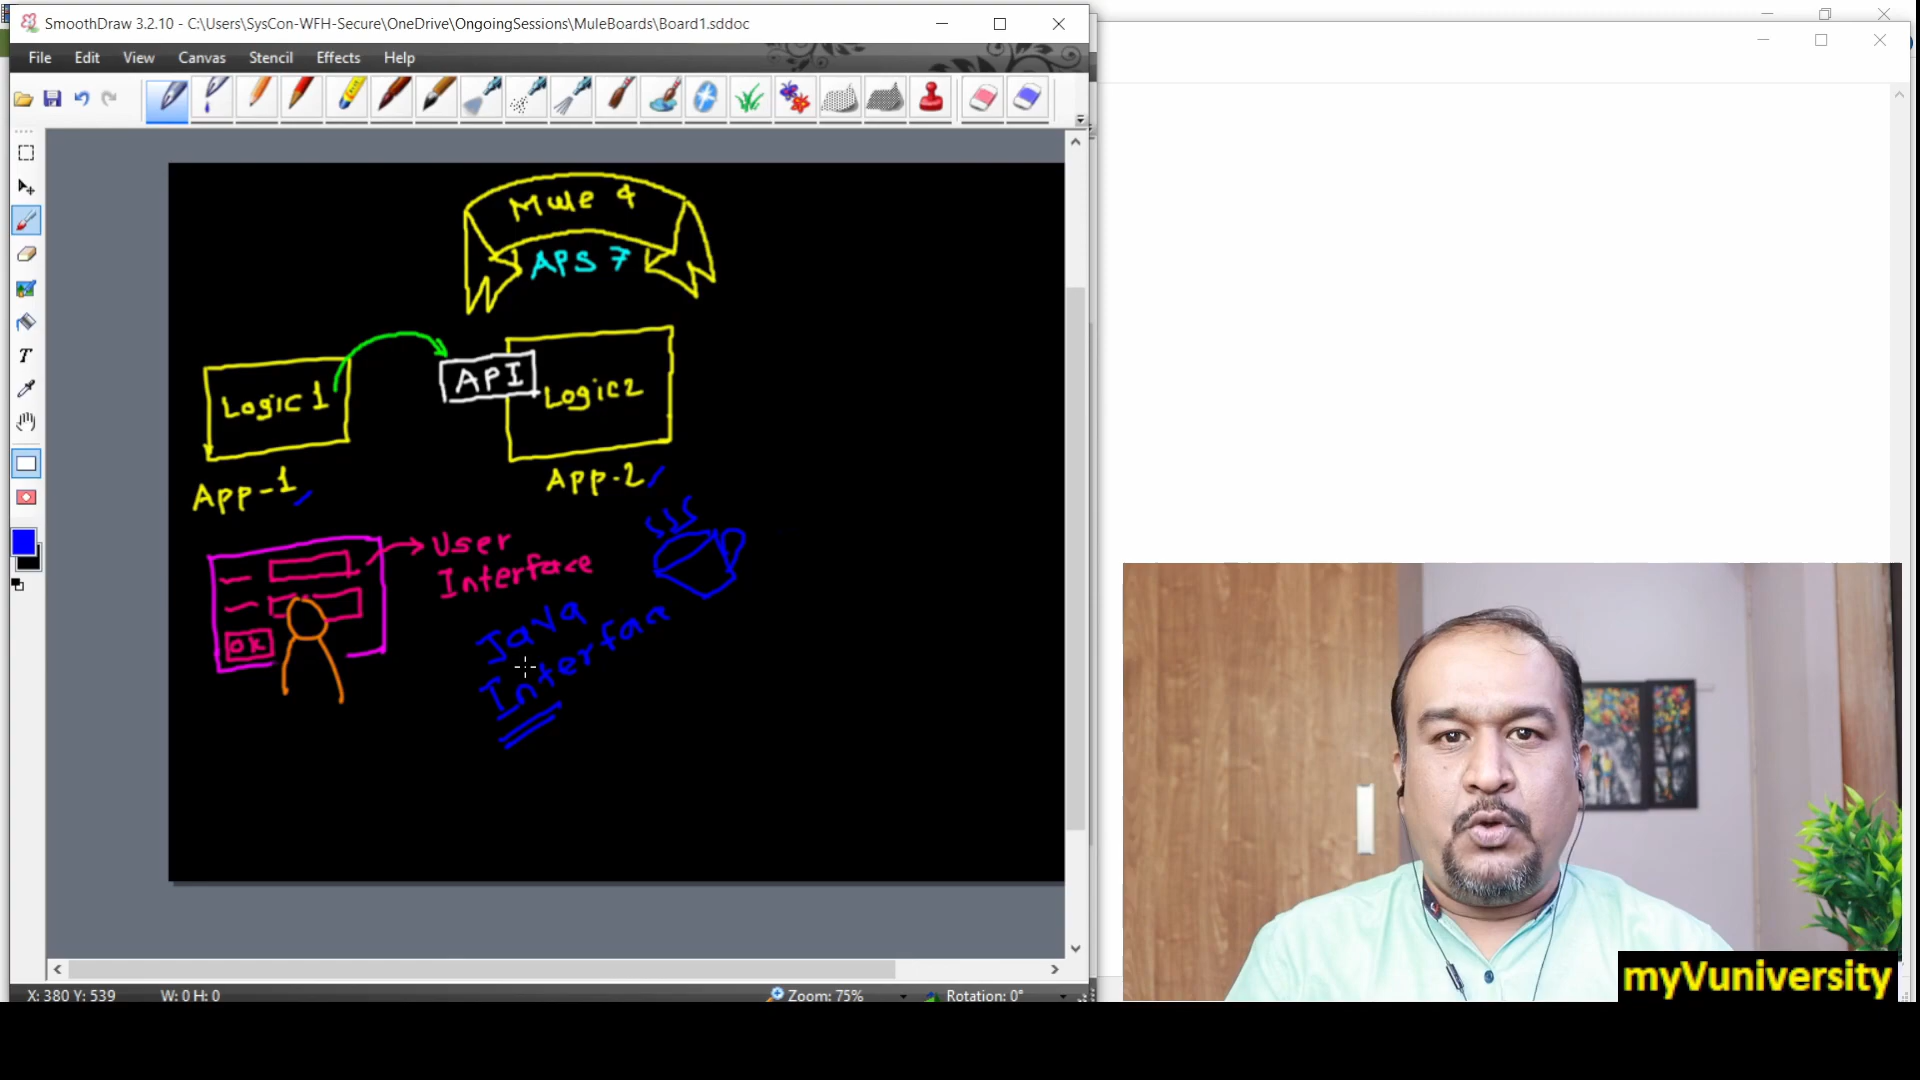 SmoothDraw 3.2.10 - C:\Users\SysCon-WFH-Secure\OneDrive\OngoingSessions\MuleBoards\Board1.sddoc
File Edit View Canvas Stencil Effects Help
Mule 4
APS 7
Logic 1
API
Logic2
App-1
App-2
User
Interface
OK
Java
Interface
X: 380 Y: 539 W: 0 H: 0 Zoom: 75% Rotation: 0°
myVuniversity